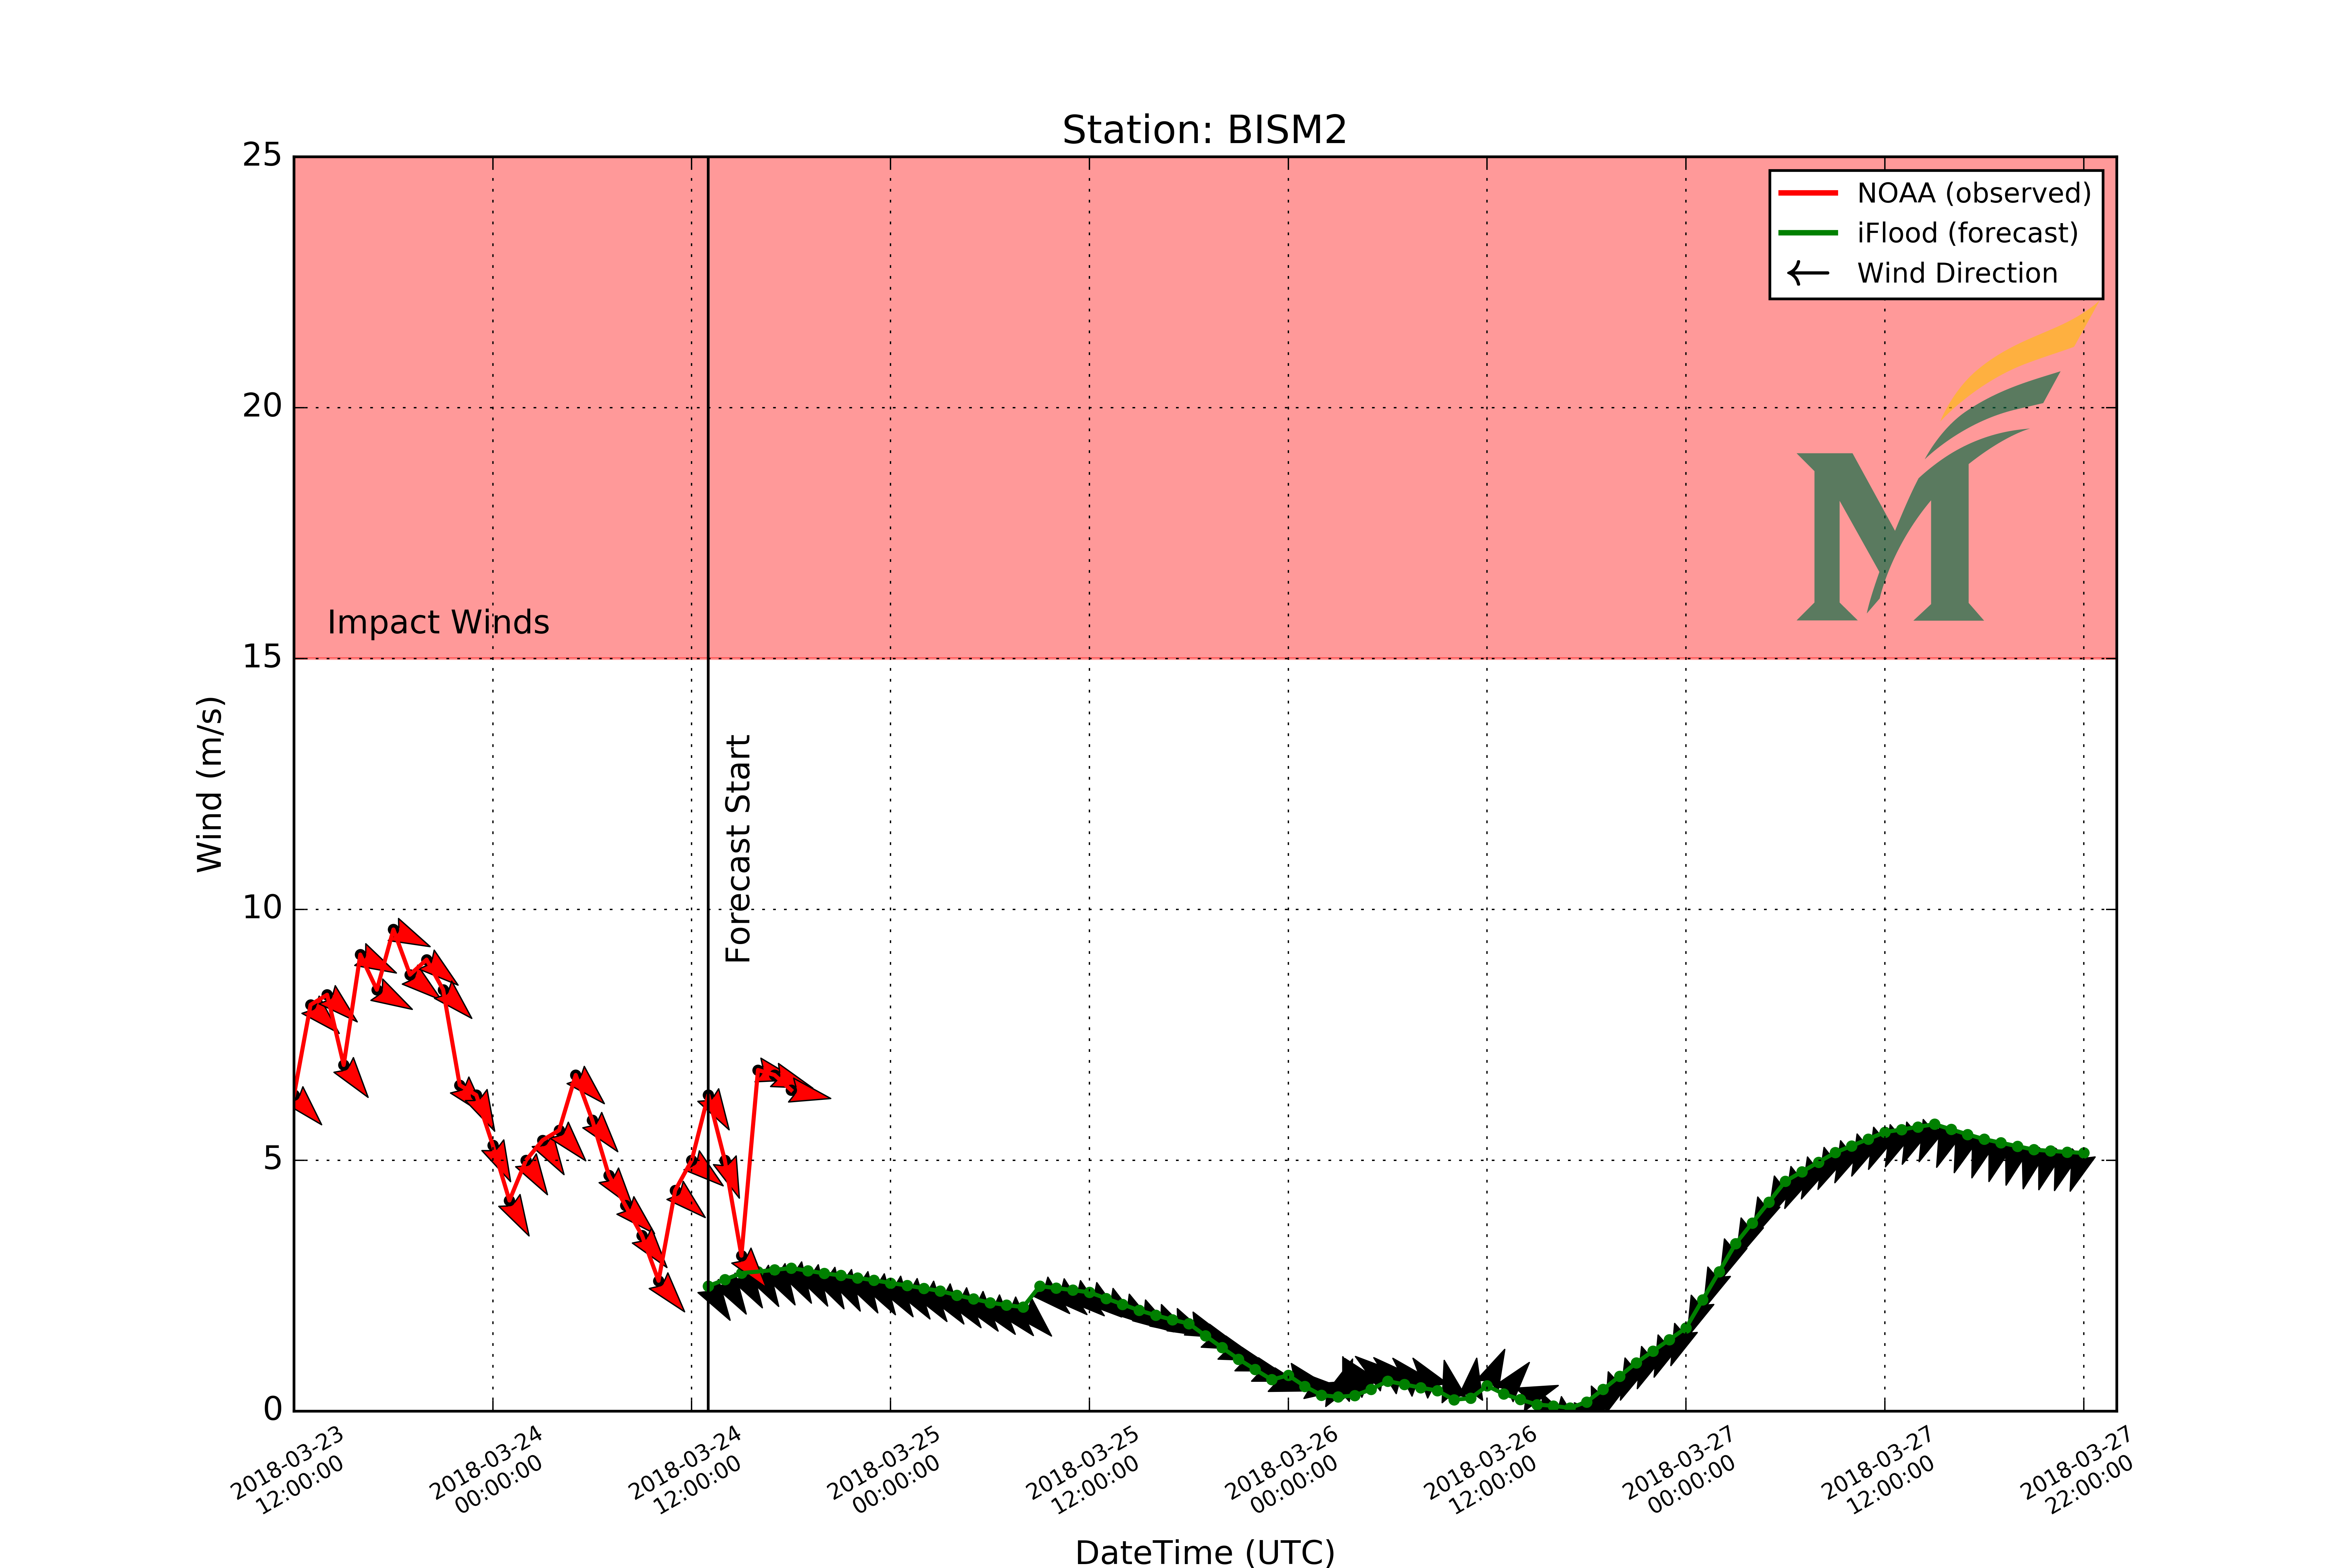 Station: BISM2
25
20
15
10
5
0
Wind (m/s)
NOAA (observed)
iFlood (forecast)
Wind Direction
M
Impact Winds
Forecast Start
2018-03-23
12:00:00
2018-03-24
00:00:00
2018-03-24
12:00:00
2018-03-25
00:00:00
2018-03-25
12:00:00
2018-03-26
00:00:00
2018-03-26
12:00:00
2018-03-27
00:00:00
2018-03-27
12:00:00
2018-03-27
22:00:00
DateTime (UTC)